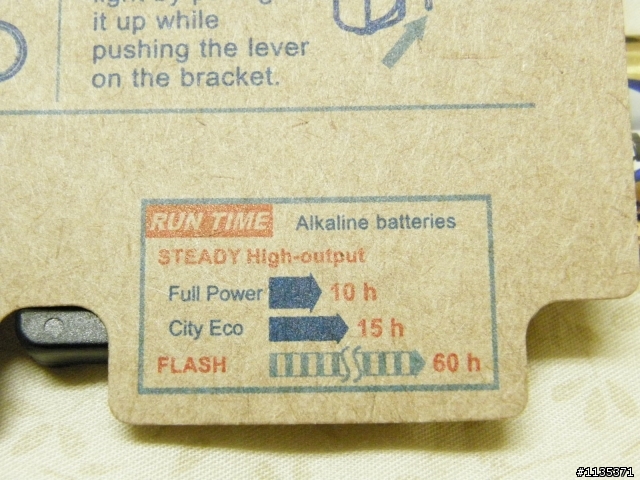 it up while
pushing the lever
on the bracket.
RUN TIME Alkaline batteries
STEADY High-output
Full Power 10 h
City Eco 15 h
FLASH 60 h
#1135371